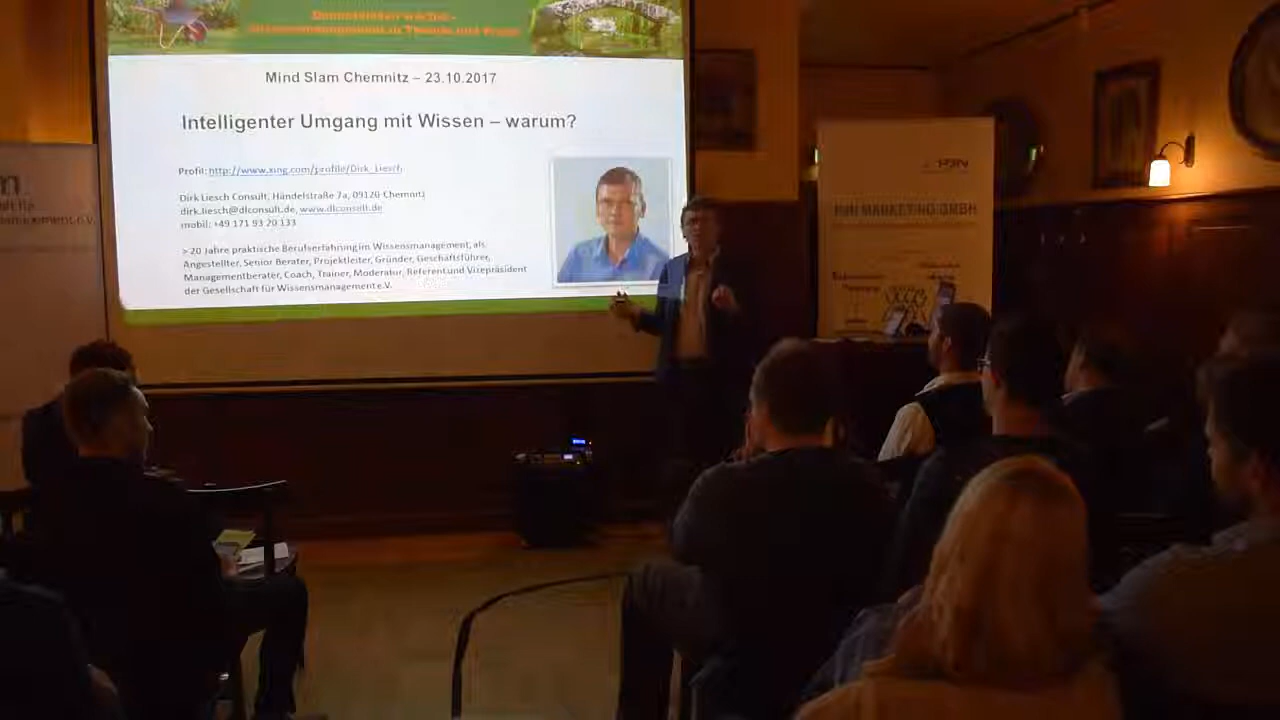 Mind Slam Chemnitz – 23.10.2017
Intelligenter Umgang mit Wissen – warum?
Profil: http://www.xing.com/profile/Dirk_Liesch
Dirk Liesch Consult, Händelstraße 7a, 09120 Chemnitz
dirk.liesch@dlconsult.de, www.dlconsult.de
mobil: +49 171 93 20 133
> 20 Jahre praktische Berufserfahrung im Wissensmanagement, als
Angestellter, Senior Berater, Projektleiter, Gründer, Geschäftsführer,
Managementberater, Coach, Trainer, Moderator, Referent und Vizepräsident
der Gesellschaft für Wissensmanagement e.V.
MARKETING GMBH